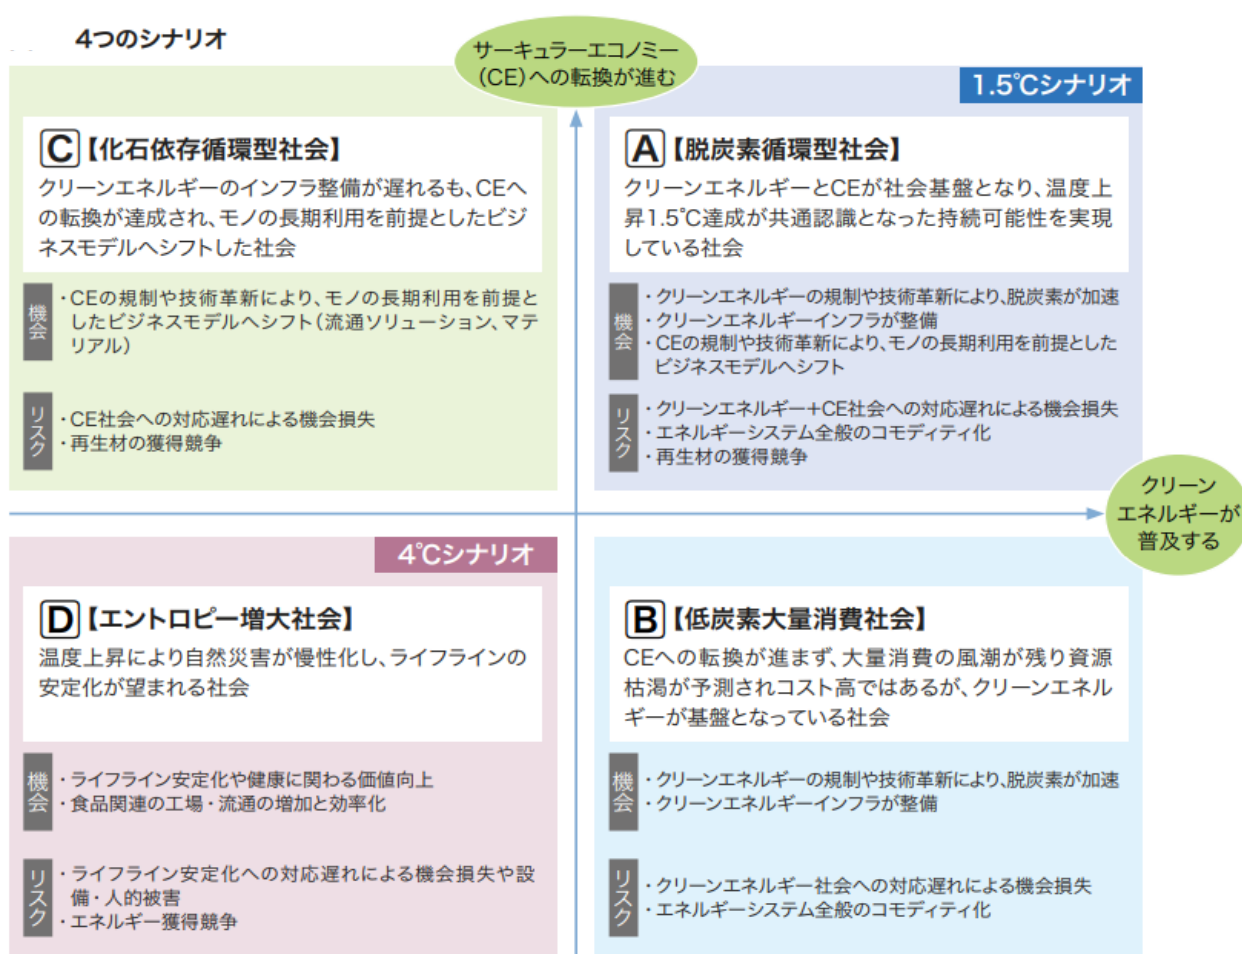 4つのシナリオ
サーキュラーエコノミー
(CE)への転換が進む
C【化石依存循環型社会】
クリーンエネルギーのインフラ整備が遅れるも、CEへ
の転換が達成され、モノの長期利用を前提としたビジ
ネスモデルへシフトした社会
機会
・CEの規制や技術革新により、モノの長期利用を前提と
したビジネスモデルへシフト(流通ソリューション、マテ
リアル)
リスク
・CE社会への対応遅れによる機会損失
・再生材の獲得競争
1.5℃シナリオ
A【脱炭素循環型社会】
クリーンエネルギーとCEが社会基盤となり、温度上
昇1.5℃達成が共通認識となった持続可能性を実現
している社会
機会
・クリーンエネルギーの規制や技術革新により、脱炭素が加速
・クリーンエネルギーインフラが整備
・CEの規制や技術革新により、モノの長期利用を前提とした
ビジネスモデルへシフト
リスク
・クリーンエネルギー+CE社会への対応遅れによる機会損失
・エネルギーシステム全般のコモディティ化
・再生材の獲得競争
クリーン
エネルギーが
普及する
4℃シナリオ
D【エントロピー増大社会】
温度上昇により自然災害が慢性化し、ライフラインの
安定化が望まれる社会
機会
・ライフライン安定化や健康に関わる価値向上
・食品関連の工場・流通の増加と効率化
リスク
・ライフライン安定化への対応遅れによる機会損失や設
備・人的被害
・エネルギー獲得競争
B【低炭素大量消費社会】
CEへの転換が進まず、大量消費の風潮が残り資源
枯渇が予測されコスト高ではあるが、クリーンエネル
ギーが基盤となっている社会
機会
・クリーンエネルギーの規制や技術革新により、脱炭素が加速
・クリーンエネルギーインフラが整備
リスク
・クリーンエネルギー社会への対応遅れによる機会損失
・エネルギーシステム全般のコモディティ化